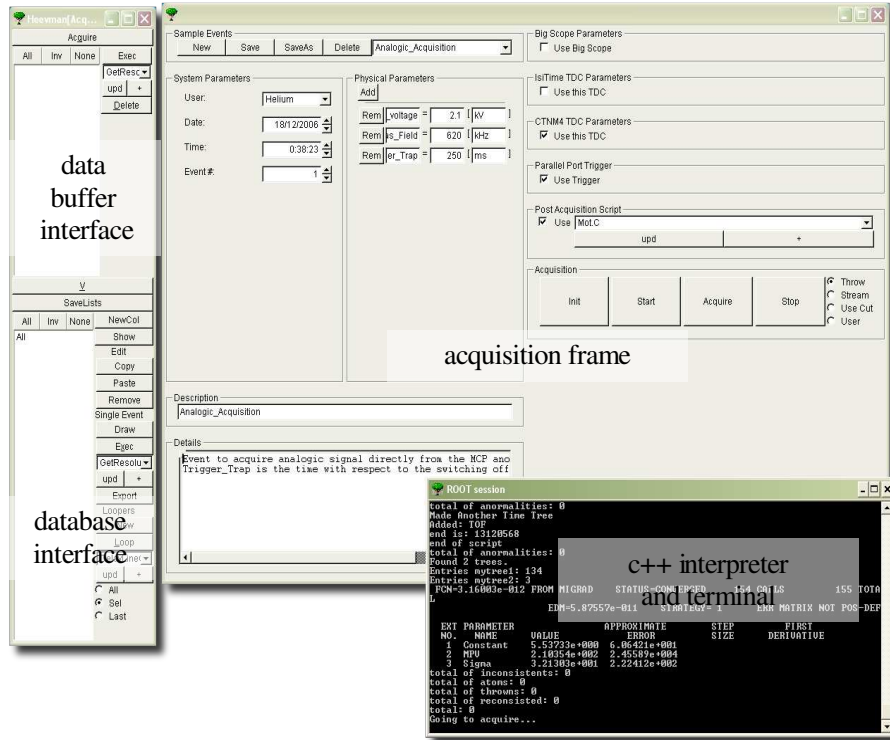 Heevman[Acq...
Acquire
All Inv None Exec
GetResc
upd +
Delete
data
buffer
interface
V
SaveLists
All Inv None NewCol
All
Show
Edit
Copy
Paste
Remove
Single Event
Draw
Exec
GetResolu
upd +
Export
Loopers
Loop
upd +
All
Sel
Last
database
interface
Sample Events
New Save SaveAs Delete Analogic_Acquisition
System Parameters
User: Helium
Date: 18/12/2006
Time: 0:38:23
Event #: 1
Physical Parameters
Add
Rem _voltage = 2.1 [ kV ]
Rem is_Field = 620 [ kHz ]
Rem er_Trap = 250 [ ms ]
Big Scope Parameters
Use Big Scope
IsiTime TDC Parameters
Use this TDC
CTNM4 TDC Parameters
Use this TDC
Parallel Port Trigger
Use Trigger
Post Acquisition Script
Use Mot.C
upd +
Acquisition
Init Start Acquire Stop
Throw
Stream
Use Cut
User
acquisition frame
Description
Analogic_Acquisition
Details
Event to acquire analogic signal directly from the MCP ano
Trigger_Trap is the time with respect to the switching off
ROOT session
total of anormalities: 0
Made Another Time Tree
Added: TOF
end is: 13120568
end of script
total of anormalities: 0
Found 2 trees.
Entries mytree1: 134
Entries mytree2: 3
FCN=3.16003e-012 FROM MIGRAD STATUS=CONVERGED 154 CALLS 155 TOTA
L
EDM=5.87557e-011 STRATEGY= 1 ERR MATRIX NOT POS-DEF
EXT PARAMETER APPROXIMATE STEP FIRST
NO. NAME VALUE ERROR SIZE DERIVATIVE
1 Constant 5.53733e+000 6.06421e+001
2 MPV 2.10354e+002 2.45589e+004
3 Sigma 3.21303e+001 2.22412e+002
total of inconsistents: 0
total of atoms: 0
total of throwns: 0
total of reconsisted: 0
total: 0
Going to acquire...
c++ interpreter
and terminal